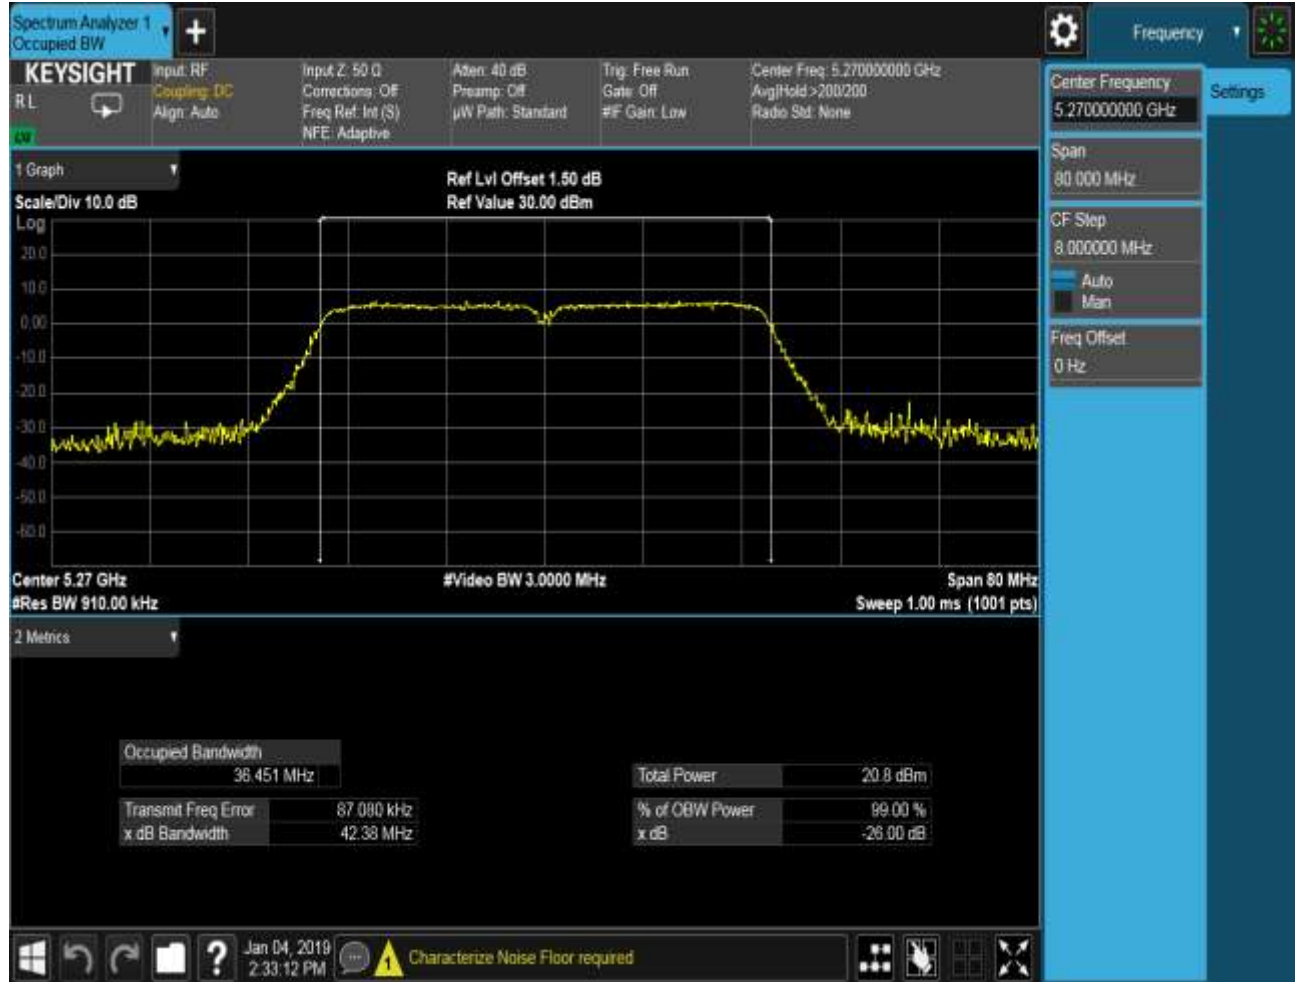 Spectrum Analyzer 1
Occupied BW
Frequency
KEYSIGHT
RL
Input: RF
Coupling: DC
Align: Auto
Input Z: 50 Ω
Corrections: Off
Freq Ref: Int (S)
NFE: Adaptive
Atten: 40 dB
Preamp: Off
µW Path: Standard
Trig: Free Run
Gate: Off
#IF Gain: Low
Center Freq: 5.270000000 GHz
Avg|Hold:>200/200
Radio Std: None
Center Frequency
5.270000000 GHz
Settings
Span
80.000 MHz
CF Step
8.000000 MHz
Auto
Man
Freq Offset
0 Hz
1 Graph
Scale/Div 10.0 dB
Ref Lvl Offset 1.50 dB
Ref Value 30.00 dBm
Log
20.0
10.0
0.00
-10.0
-20.0
-30.0
-40.0
-50.0
-60.0
Center 5.27 GHz
#Video BW 3.0000 MHz
Span 80 MHz
#Res BW 910.00 kHz
Sweep 1.00 ms (1001 pts)
2 Metrics
Occupied Bandwidth
36.451 MHz
Total Power 20.8 dBm
Transmit Freq Error 87.080 kHz
% of OBW Power 99.00 %
x dB Bandwidth 42.38 MHz
x dB -26.00 dB
Jan 04, 2019
2:33:12 PM
1
Characterize Noise Floor required